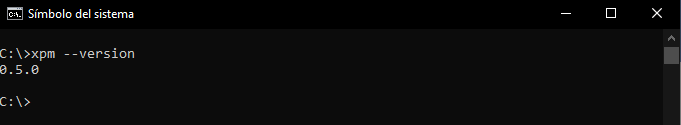 Símbolo del sistema
C:\>xpm --version
0.5.0
C:\>